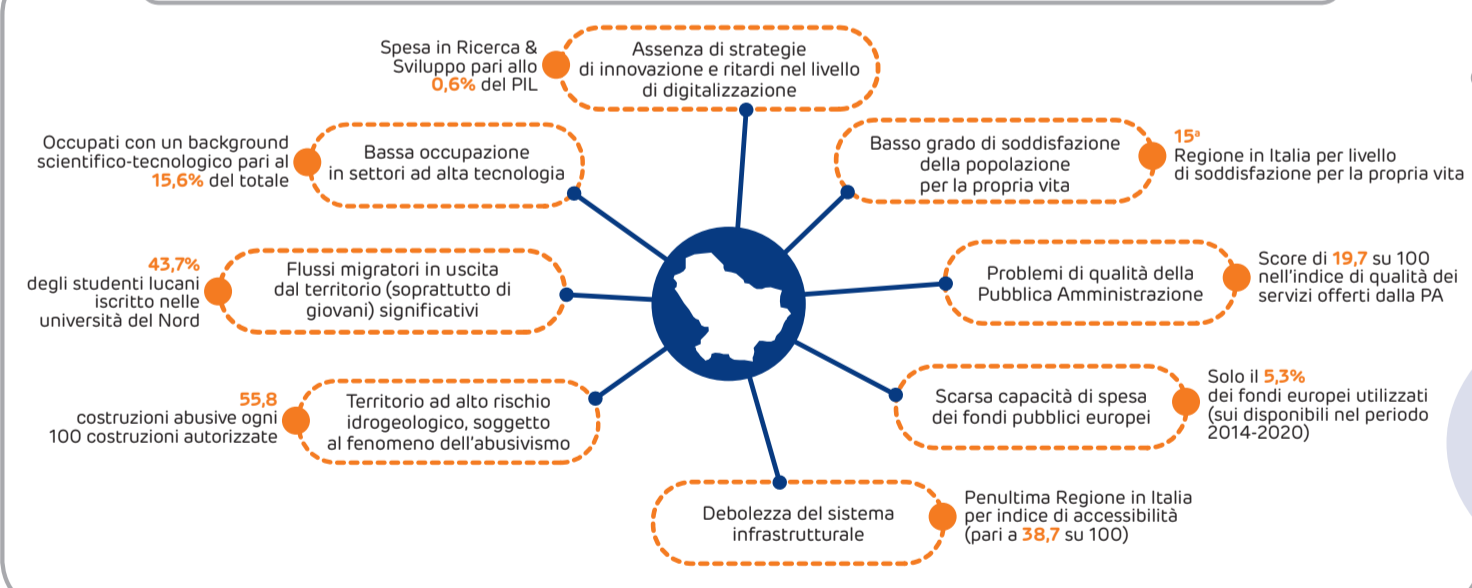 Spesa in Ricerca &
Sviluppo pari allo
0,6% del PIL
Assenza di strategie
di innovazione e ritardi nel livello
di digitalizzazione
Occupati con un background
scientifico-tecnologico pari al
15,6% del totale
Bassa occupazione
in settori ad alta tecnologia
Basso grado di soddisfazione
della popolazione
per la propria vita
15ª
Regione in Italia per livello
di soddisfazione per la propria vita
43,7%
degli studenti lucani
iscritto nelle
università del Nord
Flussi migratori in uscita
dal territorio (soprattutto di
giovani) significativi
Problemi di qualità della
Pubblica Amministrazione
Score di 19,7 su 100
nell'indice di qualità dei
servizi offerti dalla PA
55,8
costruzioni abusive ogni
100 costruzioni autorizzate
Territorio ad alto rischio
idrogeologico, soggetto
al fenomeno dell'abusivismo
Scarsa capacità di spesa
dei fondi pubblici europei
Solo il 5,3%
dei fondi europei utilizzati
(sui disponibili nel periodo
2014-2020)
Debolezza del sistema
infrastrutturale
Penultima Regione in Italia
per indice di accessibilità
(pari a 38,7 su 100)